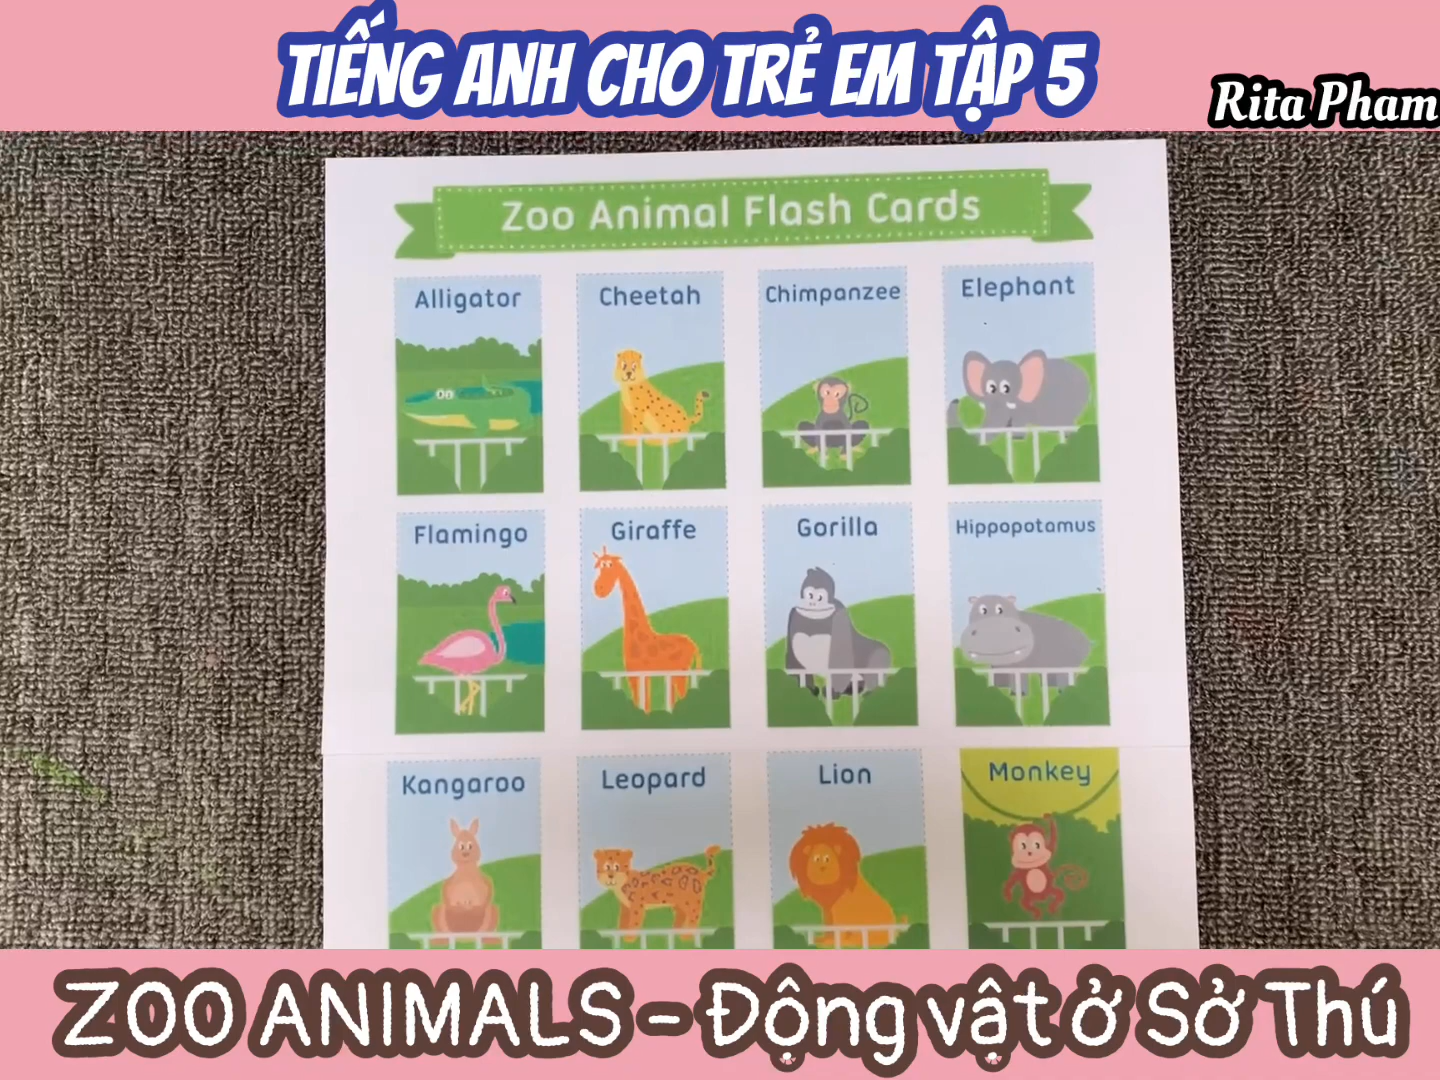 TIẾNG ANH CHO TRẺ EM TẬP 5
Rita Pham
Zoo Animal Flash Cards
Alligator
Cheetah
Chimpanzee
Elephant
Flamingo
Giraffe
Gorilla
Hippopotamus
Kangaroo
Leopard
Lion
Monkey
ZOO ANIMALS - Động vật ở Sở Thú